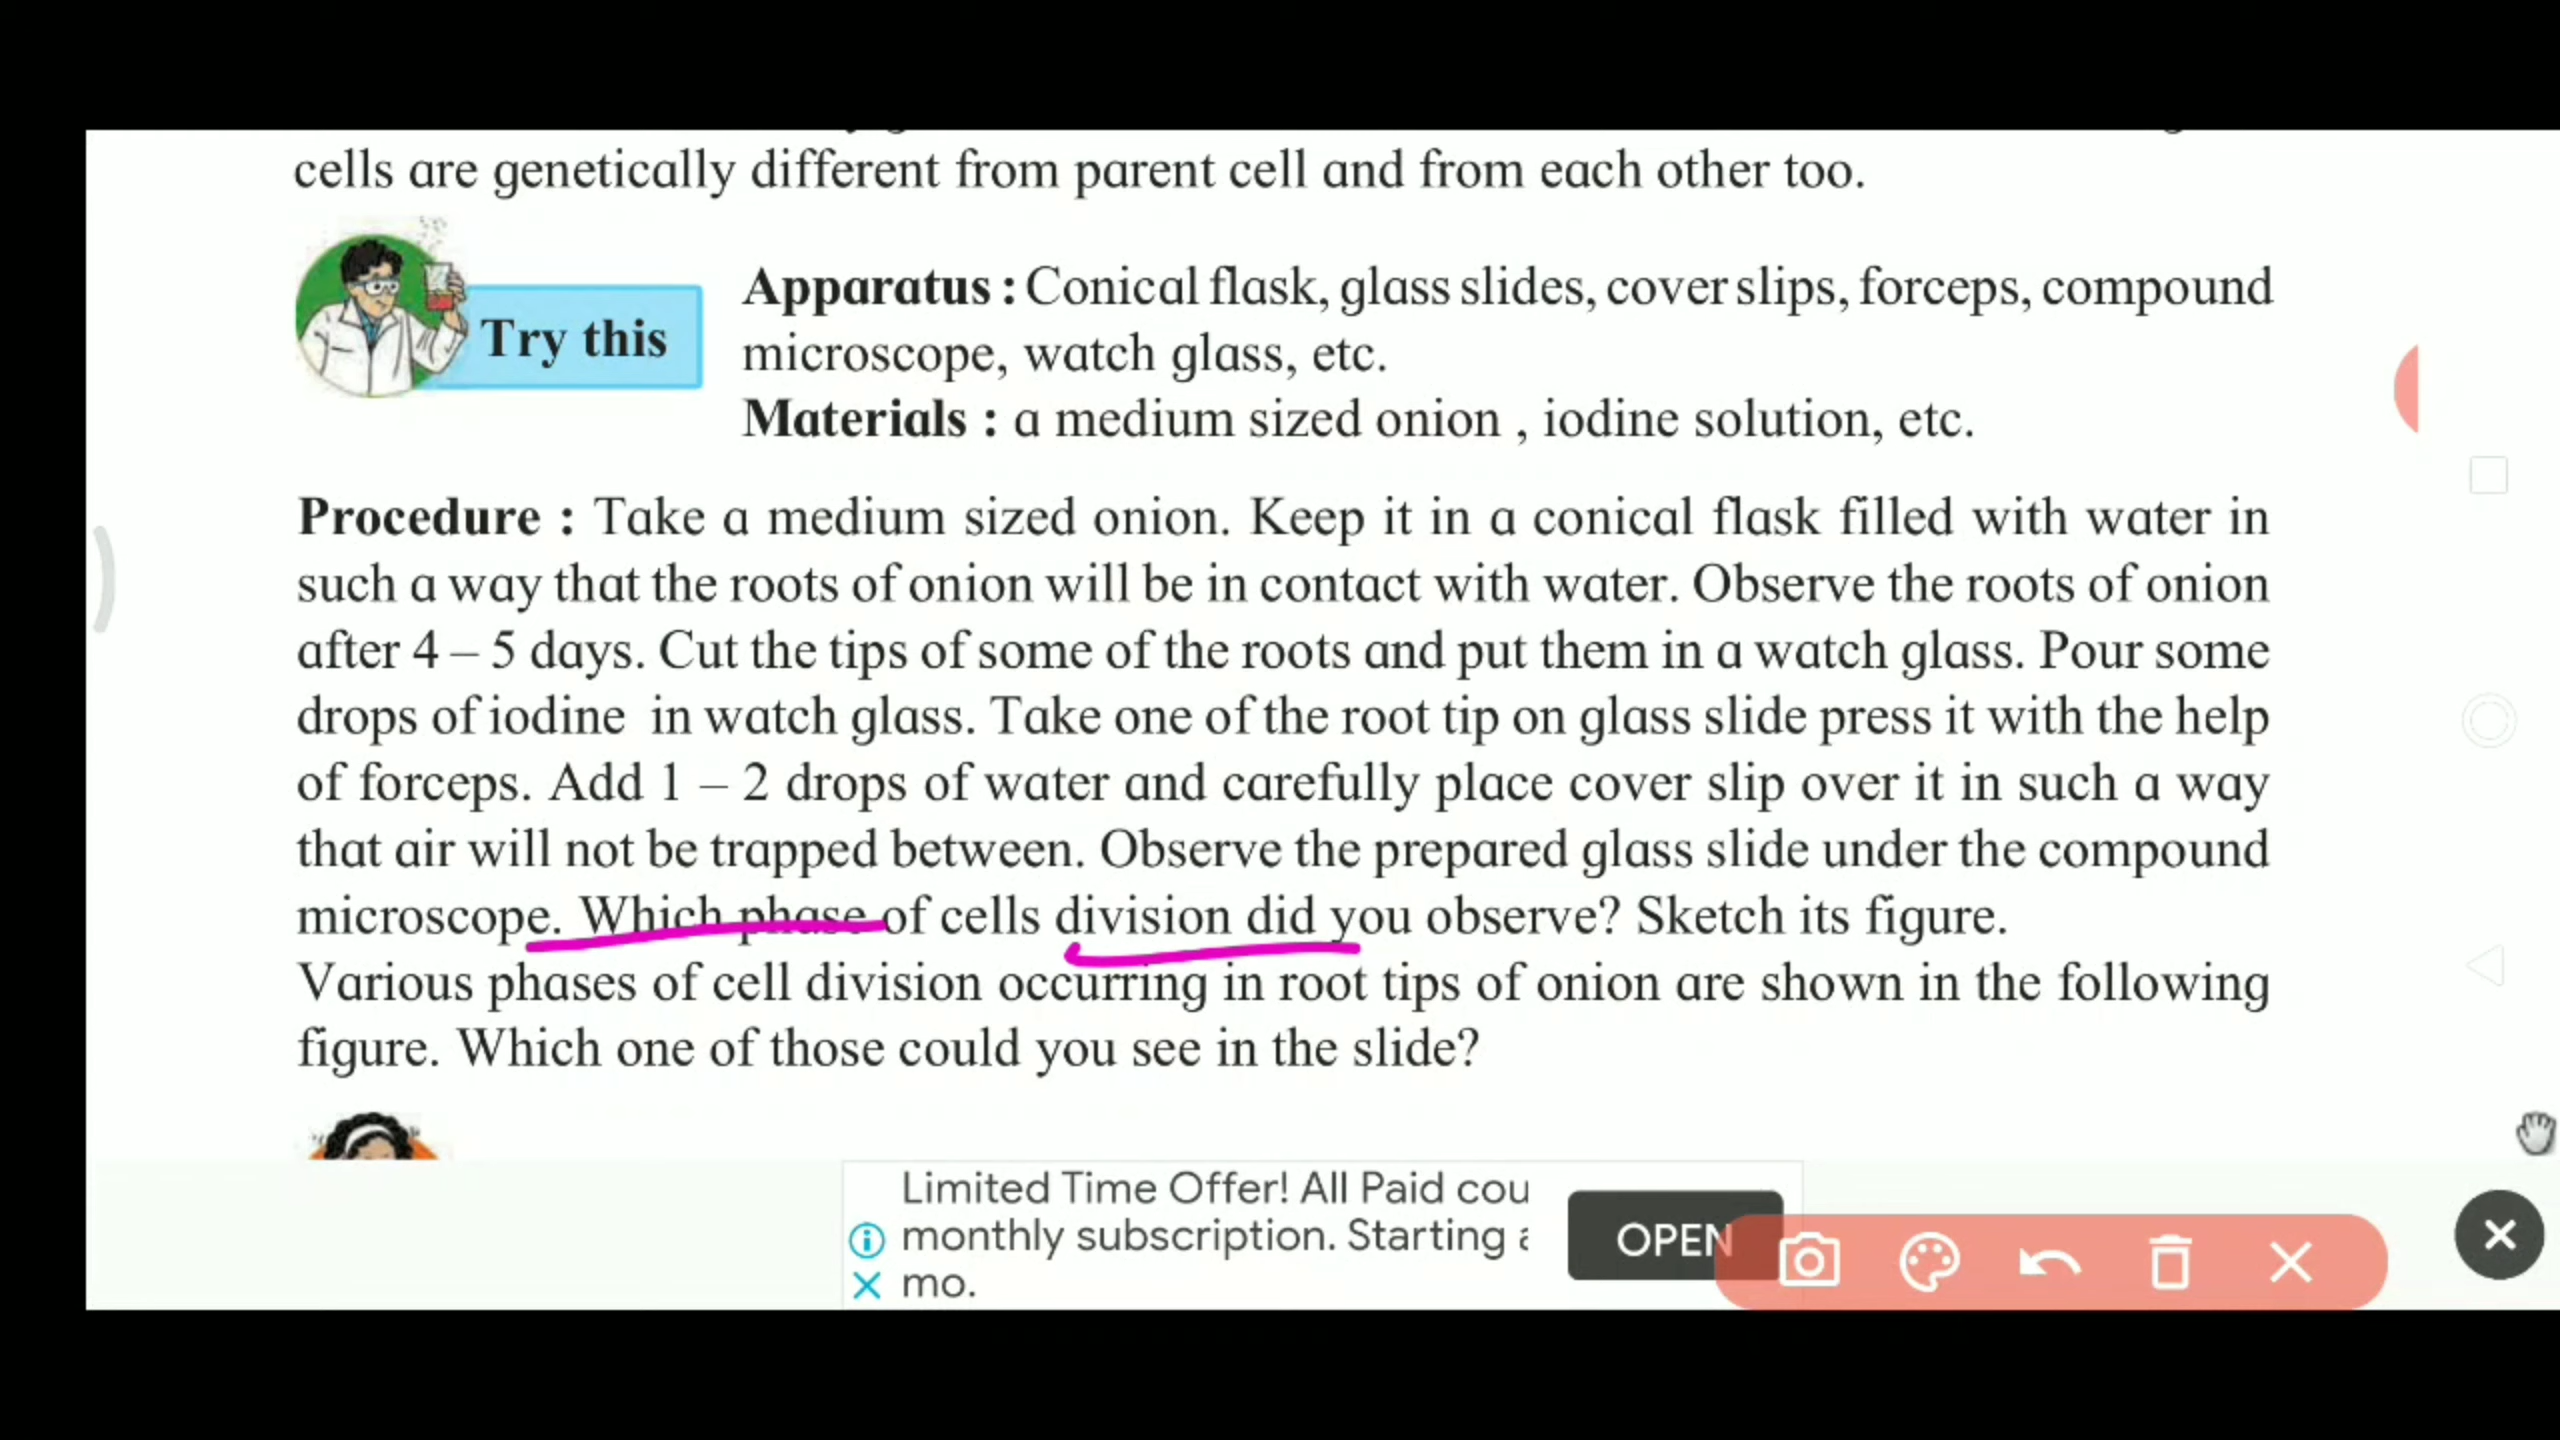 cells are genetically different from parent cell and from each other too.
Try this
Apparatus : Conical flask, glass slides, cover slips, forceps, compound
microscope, watch glass, etc.
Materials : a medium sized onion , iodine solution, etc.
Procedure : Take a medium sized onion. Keep it in a conical flask filled with water in
such a way that the roots of onion will be in contact with water. Observe the roots of onion
after 4 – 5 days. Cut the tips of some of the roots and put them in a watch glass. Pour some
drops of iodine in watch glass. Take one of the root tip on glass slide press it with the help
of forceps. Add 1 – 2 drops of water and carefully place cover slip over it in such a way
that air will not be trapped between. Observe the prepared glass slide under the compound
microscope. Which phase of cells division did you observe? Sketch its figure.
Various phases of cell division occurring in root tips of onion are shown in the following
figure. Which one of those could you see in the slide?
Limited Time Offer! All Paid cou
monthly subscription. Starting
mo.
OPEN